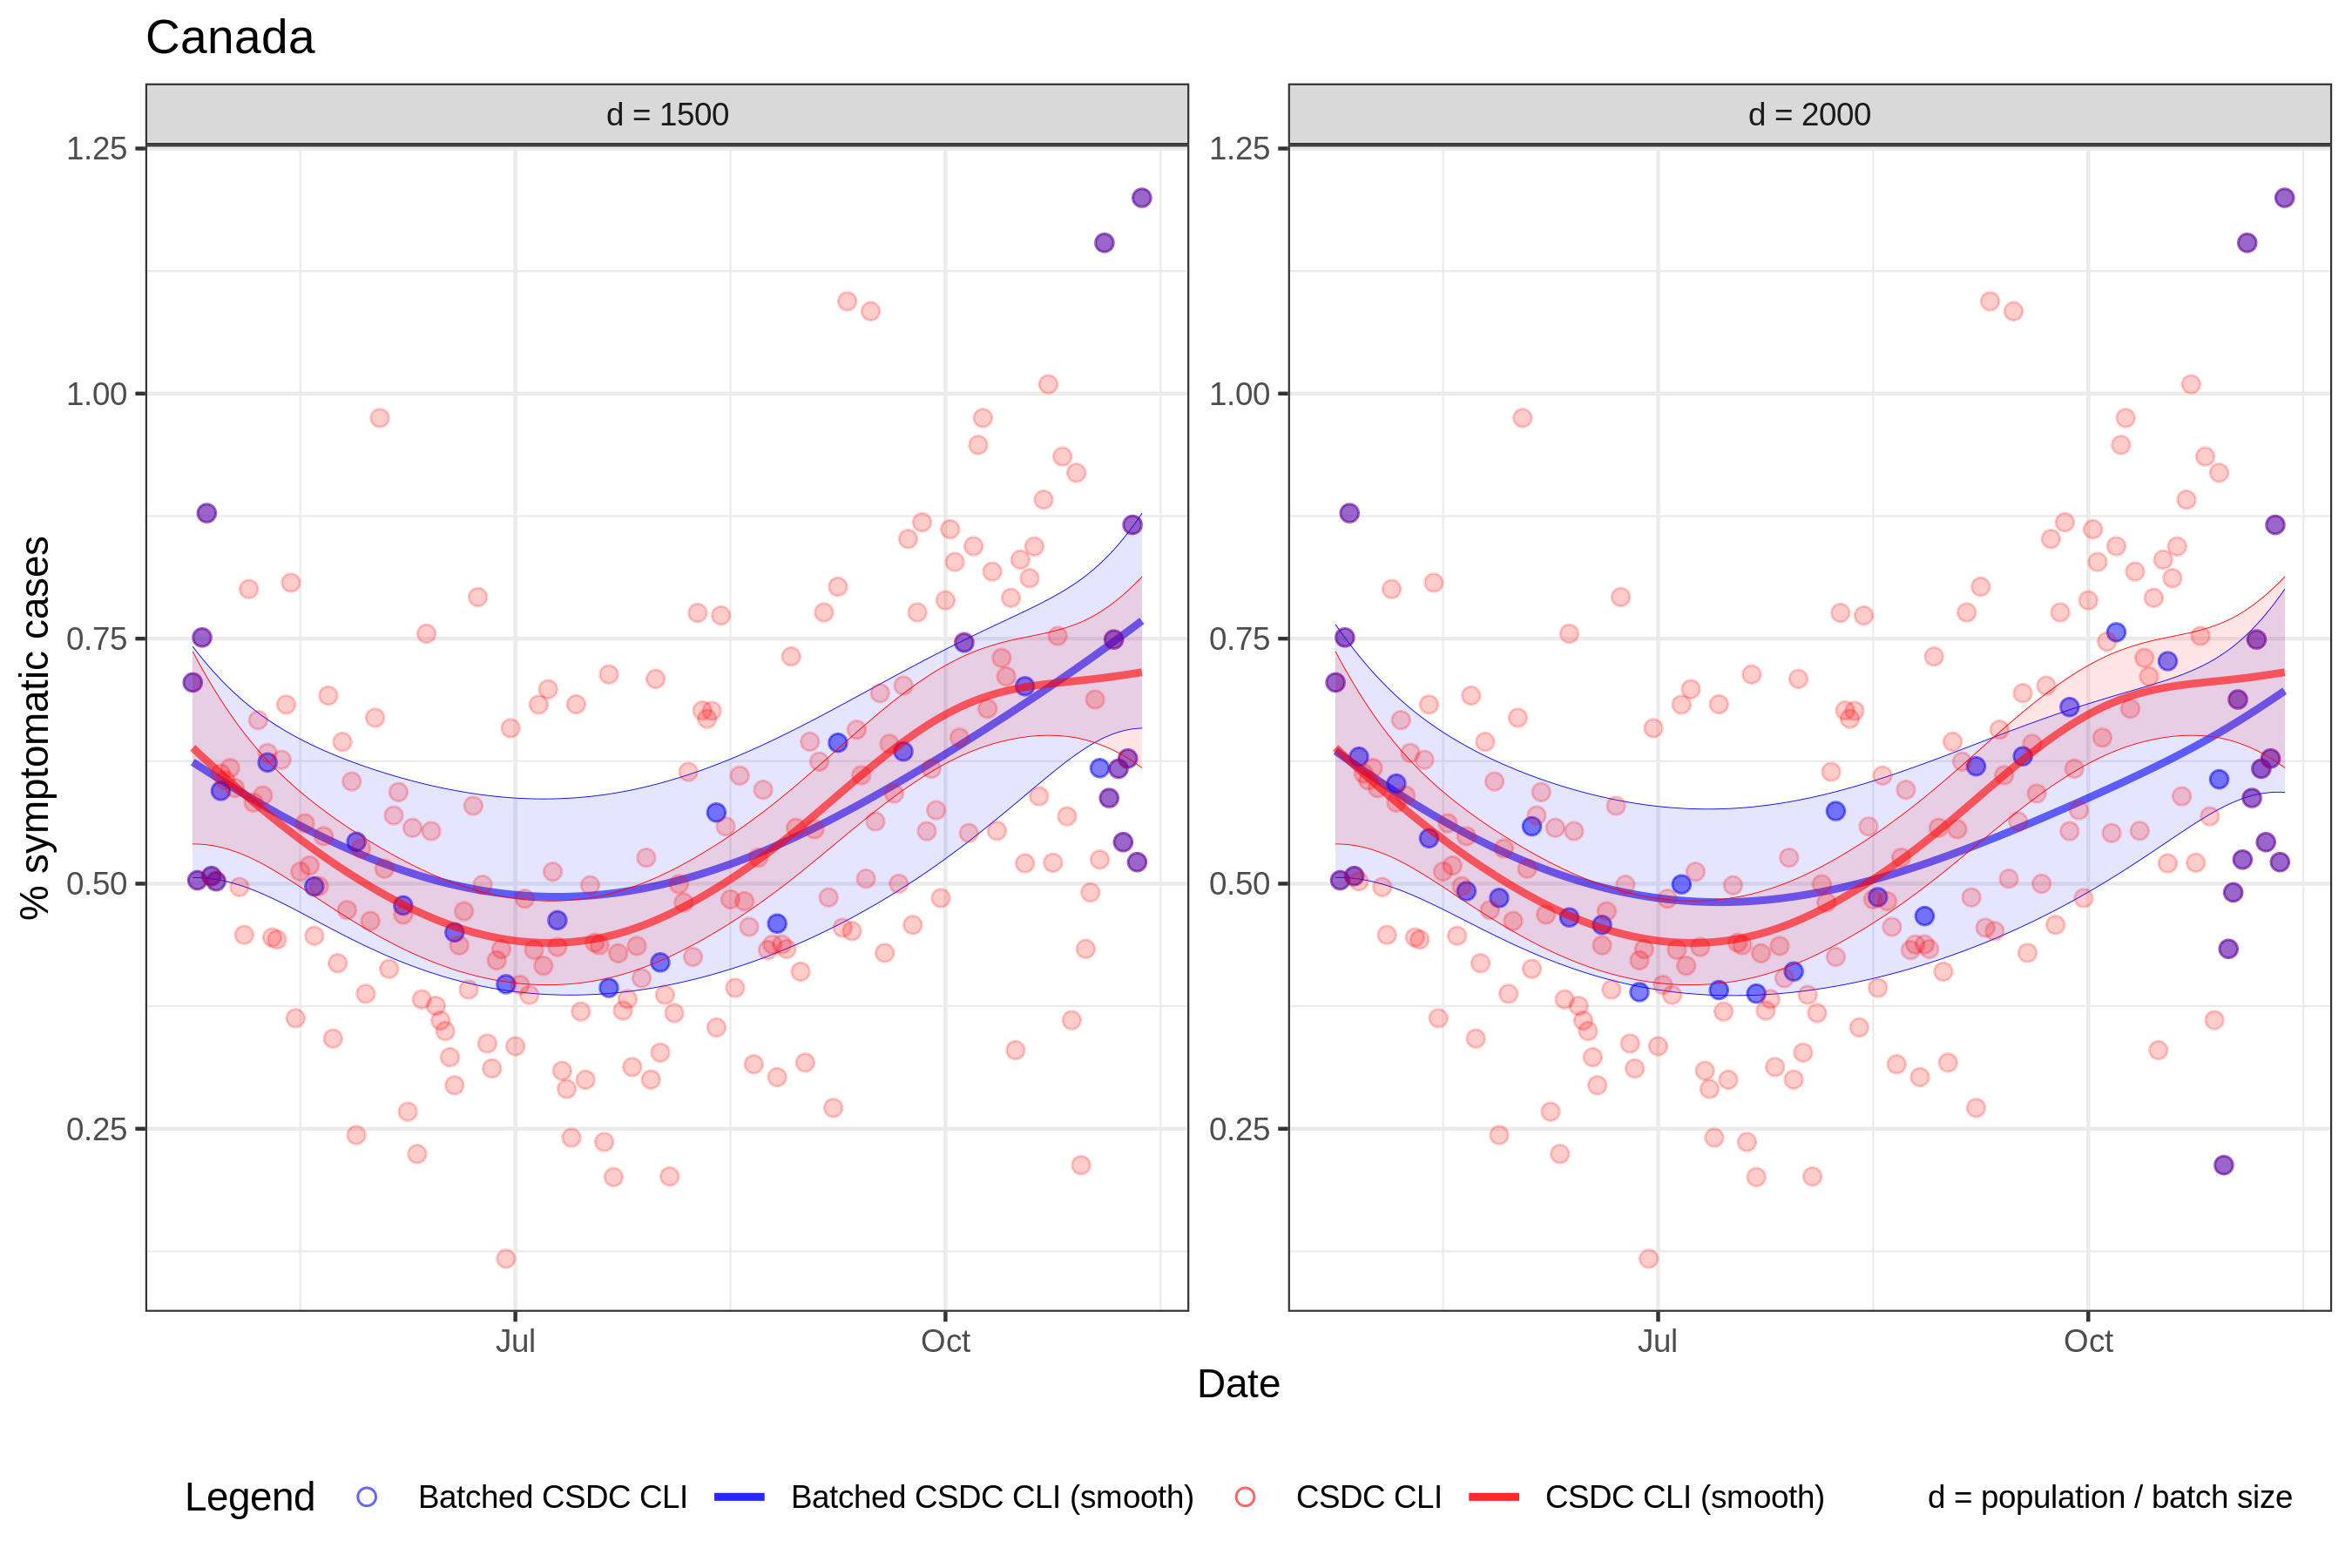 Canada
d = 1500
d = 2000
% symptomatic cases
1.25
1.00
0.75
0.50
0.25
1.25
1.00
0.75
0.50
0.25
Jul
Oct
Jul
Oct
Date
Legend
Batched CSDC CLI
Batched CSDC CLI (smooth)
CSDC CLI
CSDC CLI (smooth)
d = population / batch size